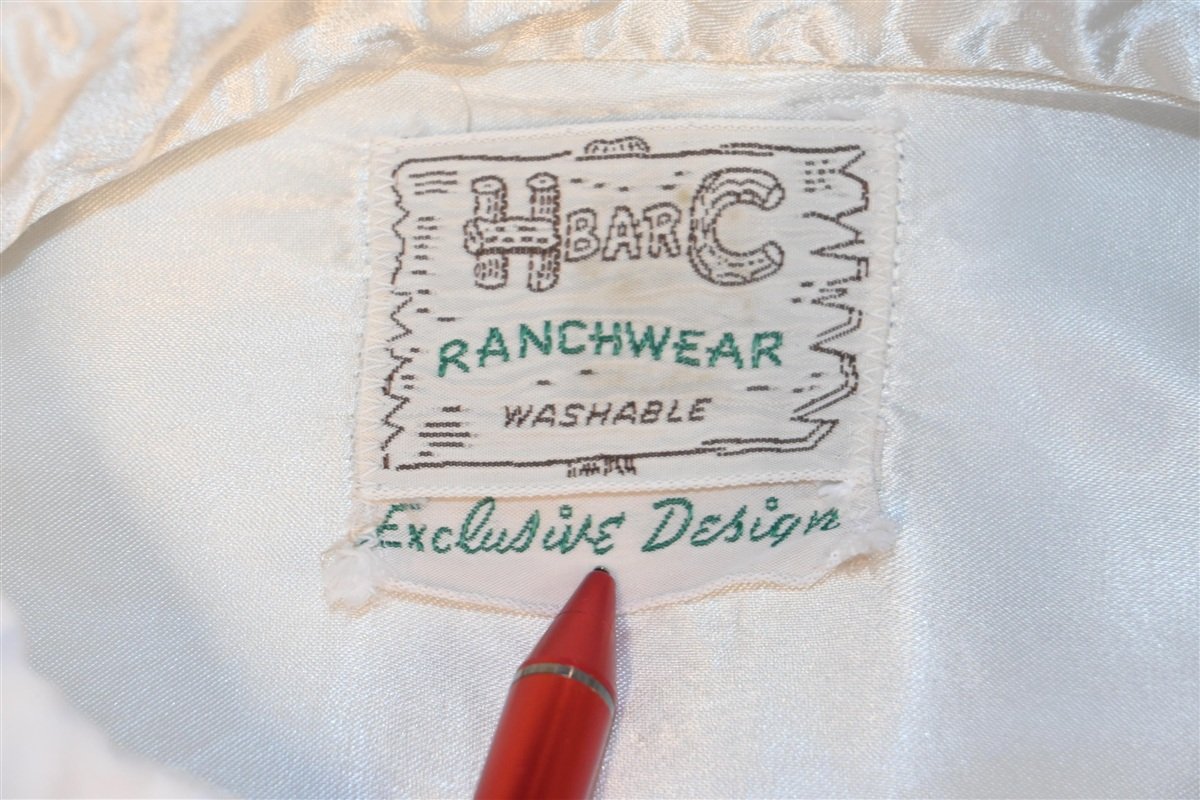 H BAR C
RANCHWEAR
WASHABLE
Exclusive Design